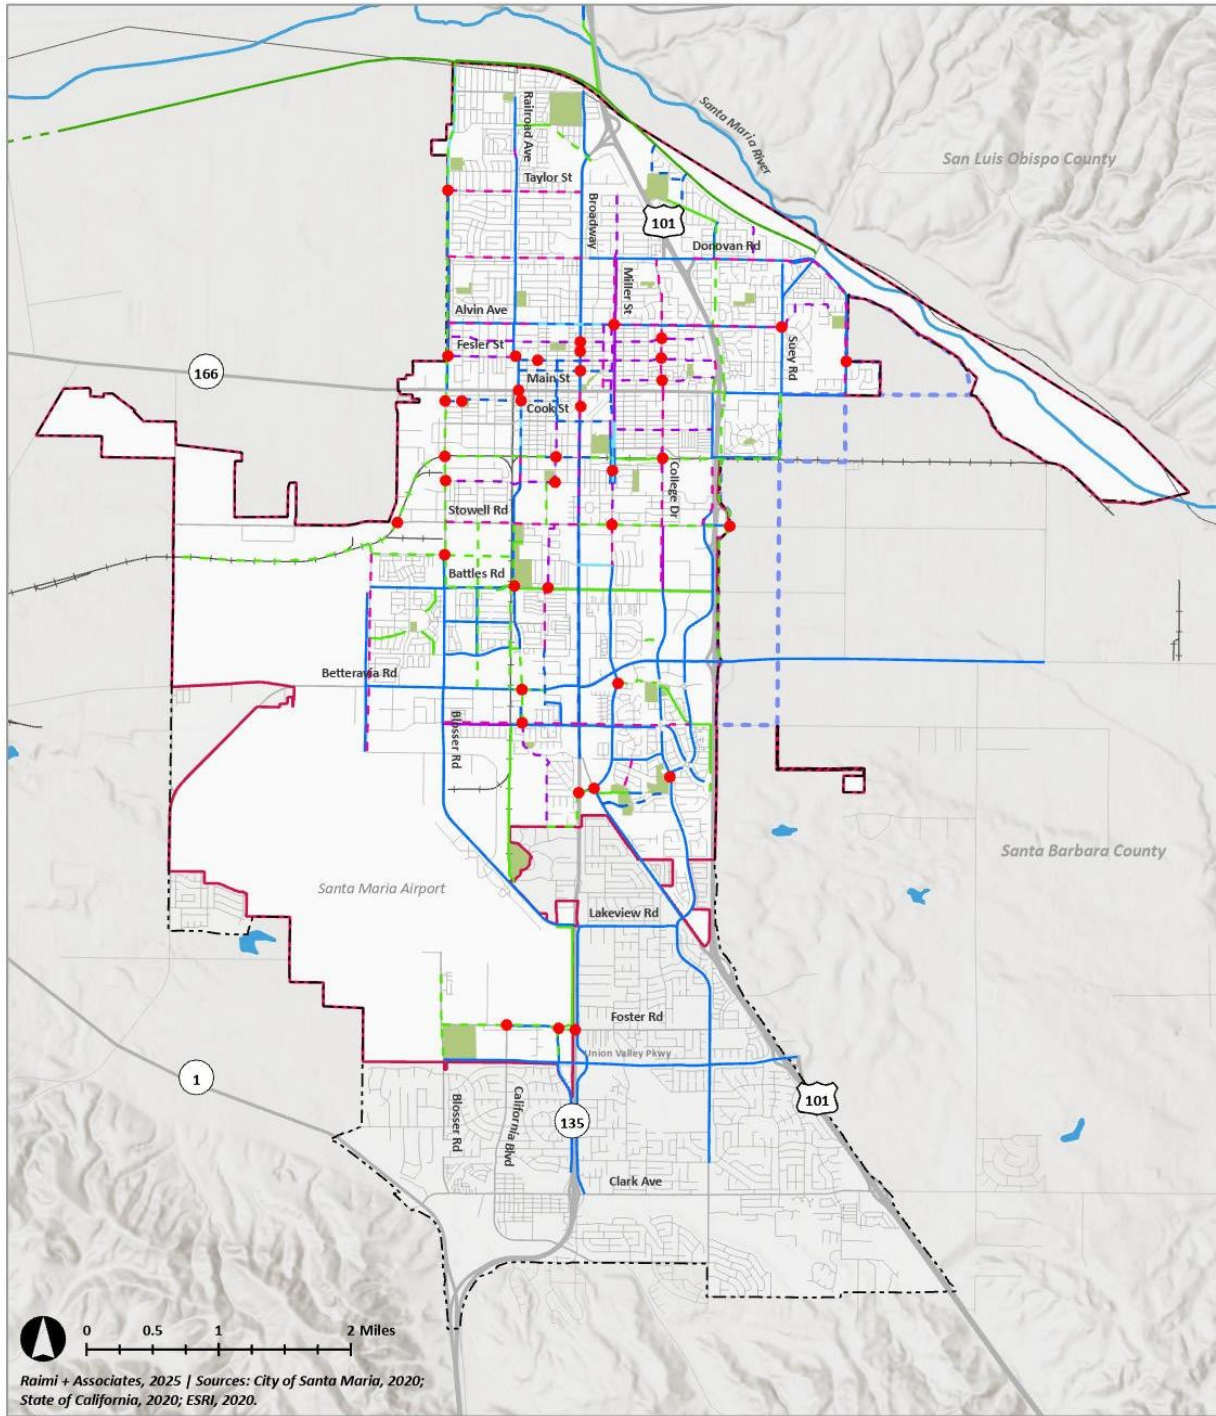 Railroad Ave
Santa Maria River
San Luis Obispo County
Taylor St
Broadway
101
Donovan Rd
Miller St
Alvin Ave
Fesler St
Suey Rd
166
Main St
Cook St
College Dr
Stowell Rd
Battles Rd
Betteravia Rd
Blosser Rd
Santa Barbara County
Santa Maria Airport
Lakeview Rd
Foster Rd
Union Valley Pkwy
1
Blosser Rd
California Blvd
101
135
Clark Ave
0 0.5 1 2 Miles
Raimi + Associates, 2025 | Sources: City of Santa Maria, 2020;
State of California, 2020; ESRI, 2020.